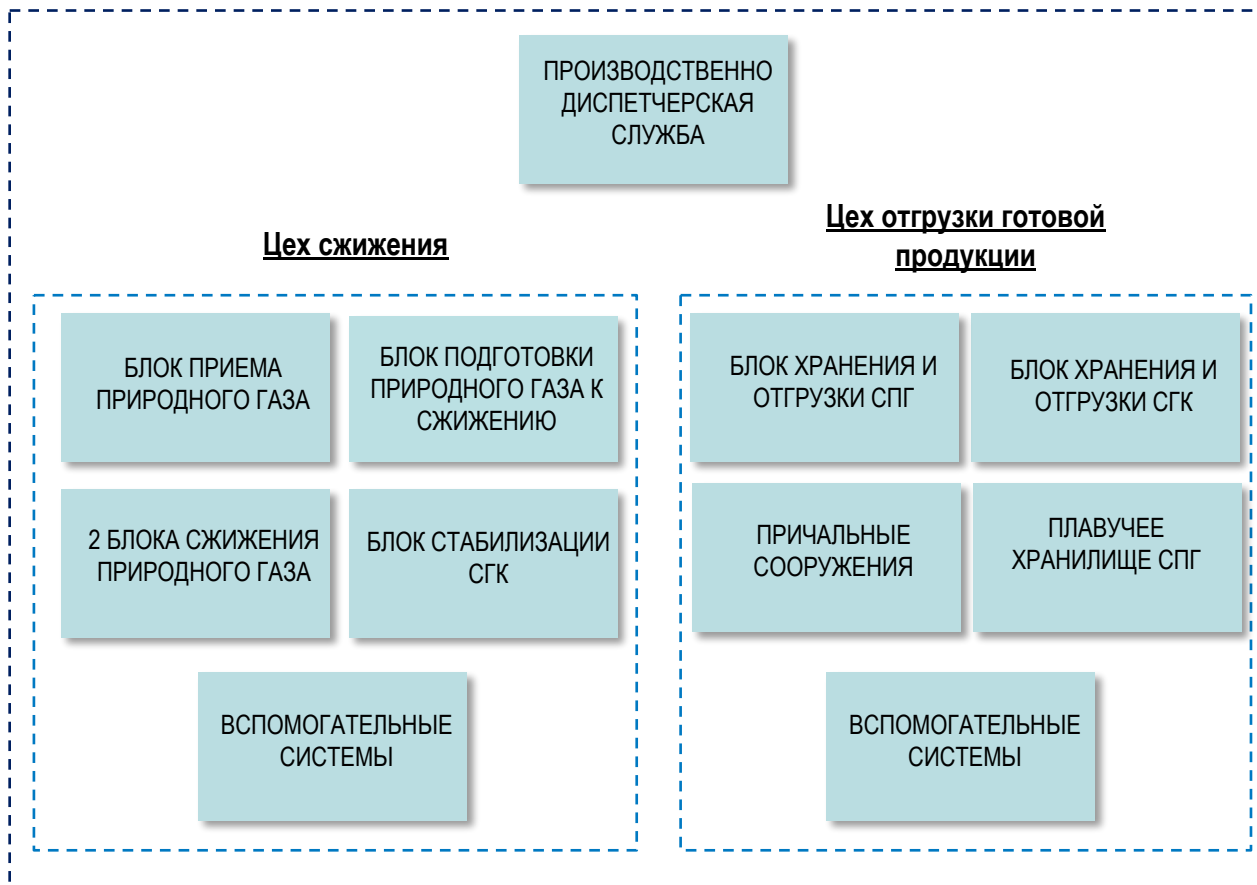 ПРОИЗВОДСТВЕННО
ДИСПЕТЧЕРСКАЯ
СЛУЖБА
Цех сжижения
БЛОК ПРИЕМА
ПРИРОДНОГО ГАЗА
БЛОК ПОДГОТОВКИ
ПРИРОДНОГО ГАЗА К
СЖИЖЕНИЮ
2 БЛОКА СЖИЖЕНИЯ
ПРИРОДНОГО ГАЗА
БЛОК СТАБИЛИЗАЦИИ
СГК
ВСПОМОГАТЕЛЬНЫЕ
СИСТЕМЫ
Цех отгрузки готовой
продукции
БЛОК ХРАНЕНИЯ И
ОТГРУЗКИ СПГ
БЛОК ХРАНЕНИЯ И
ОТГРУЗКИ СГК
ПРИЧАЛЬНЫЕ
СООРУЖЕНИЯ
ПЛАВУЧЕЕ
ХРАНИЛИЩЕ СПГ
ВСПОМОГАТЕЛЬНЫЕ
СИСТЕМЫ